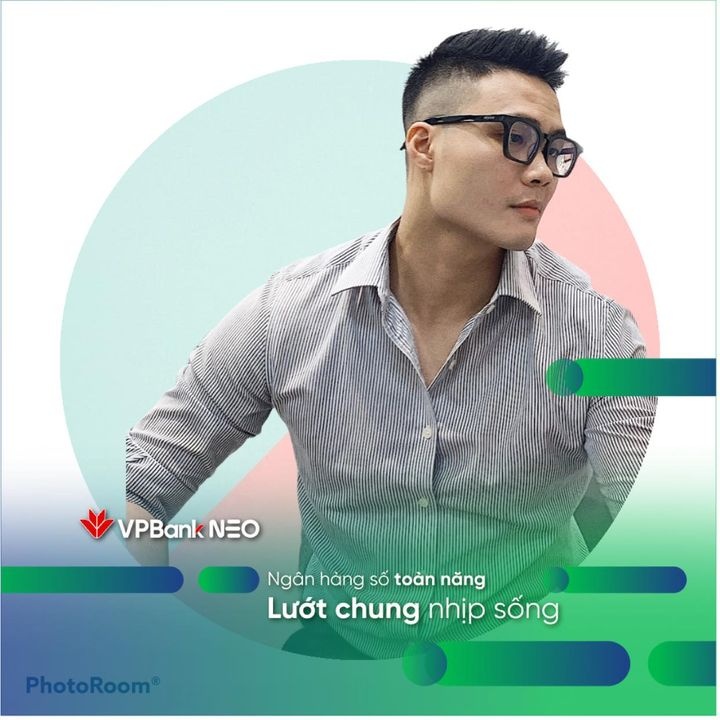 VPBank NEO
Ngân hàng số toàn năng
Lướt chung nhịp sống
PhotoRoom®